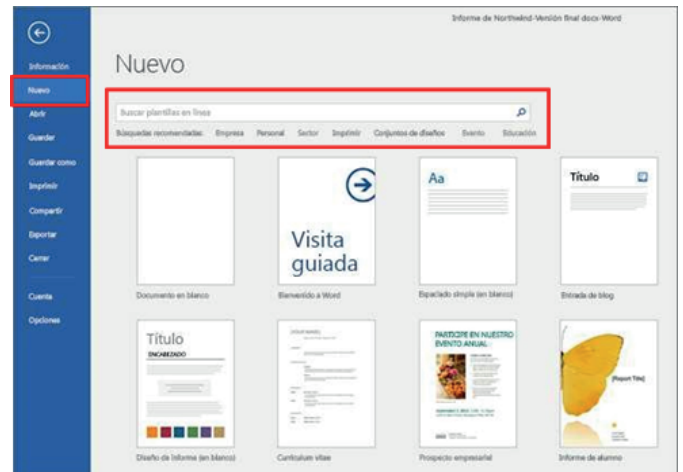 Informe de Northwind-Versión final docx-Word
Información
Nuevo
Abrir
Guardar
Guardar como
Imprimir
Compartir
Exportar
Cerrar
Cuenta
Opciones
Nuevo
Buscar plantillas en línea
Búsquedas recomendadas: Empresa Personal Sector Imprimir Conjuntos de diseños Evento Educación
Visita
guiada
Aa
Título
Documento en blanco
Bienvenido a Word
Espaciado simple (en blanco)
Entrada de blog
Título
ENCABEZADO
[YOUR NAME]
PARTICIPE EN NUESTRO
EVENTO ANUAL
[Report Title]
Diseño de Informe (en blanco)
Currículum vítae
Prospecto empresarial
Informe de alumno